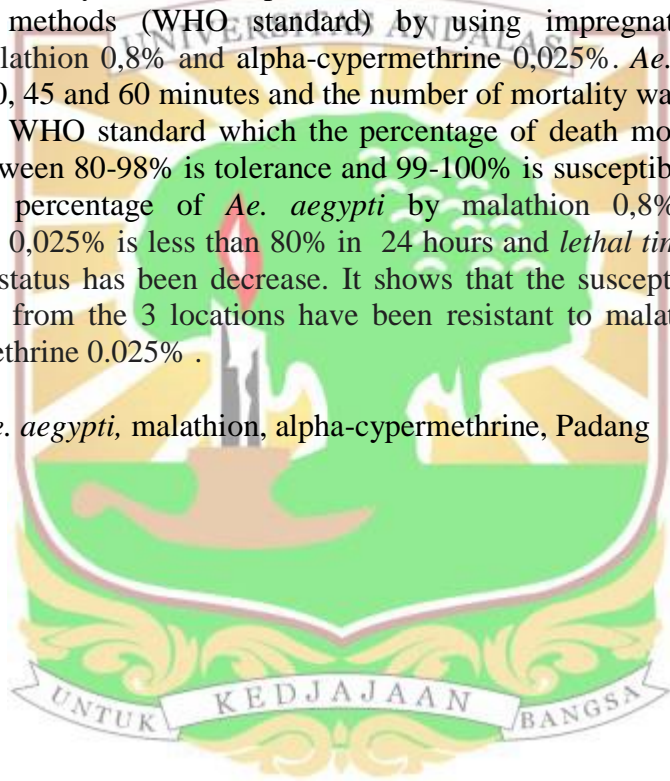 methods (WHO standard) by using impregnat
UNIVERSITAS ANDALAS
lathion 0,8% and alpha-cypermethrine 0,025%. Ae.
0, 45 and 60 minutes and the number of mortality wa
WHO standard which the percentage of death mo
ween 80-98% is tolerance and 99-100% is susceptib
percentage of Ae. aegypti by malathion 0,8%
0,025% is less than 80% in 24 hours and lethal tin
status has been decrease. It shows that the suscept
from the 3 locations have been resistant to malat
ethrine 0.025% .
e. aegypti, malathion, alpha-cypermethrine, Padang
UNTUK KEDJAJAAN BANGSA